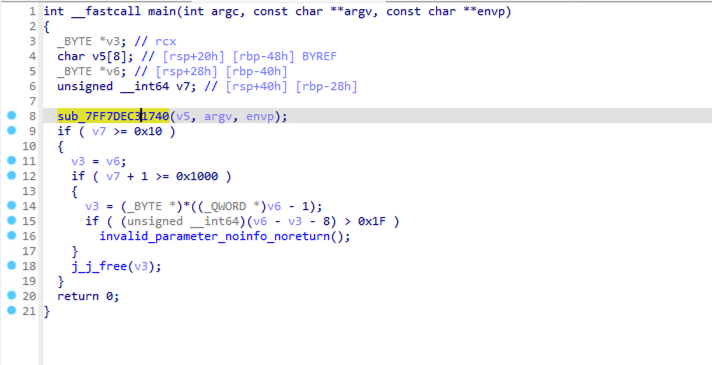 1 int __fastcall main(int argc, const char **argv, const char **envp)
2 {
3 _BYTE *v3; // rcx
4 char v5[8]; // [rsp+20h] [rbp-48h] BYREF
5 _BYTE *v6; // [rsp+28h] [rbp-40h]
6 unsigned __int64 v7; // [rsp+40h] [rbp-28h]
7
8 sub_7FF7DEC31740(v5, argv, envp);
9 if ( v7 >= 0x10 )
10 {
11 v3 = v6;
12 if ( v7 + 1 >= 0x1000 )
13 {
14 v3 = (_BYTE *)*((_QWORD *)v6 - 1);
15 if ( (unsigned __int64)(v6 - v3 - 8) > 0x1F )
16 invalid_parameter_noinfo_noreturn();
17 }
18 j_j_free(v3);
19 }
20 return 0;
21 }